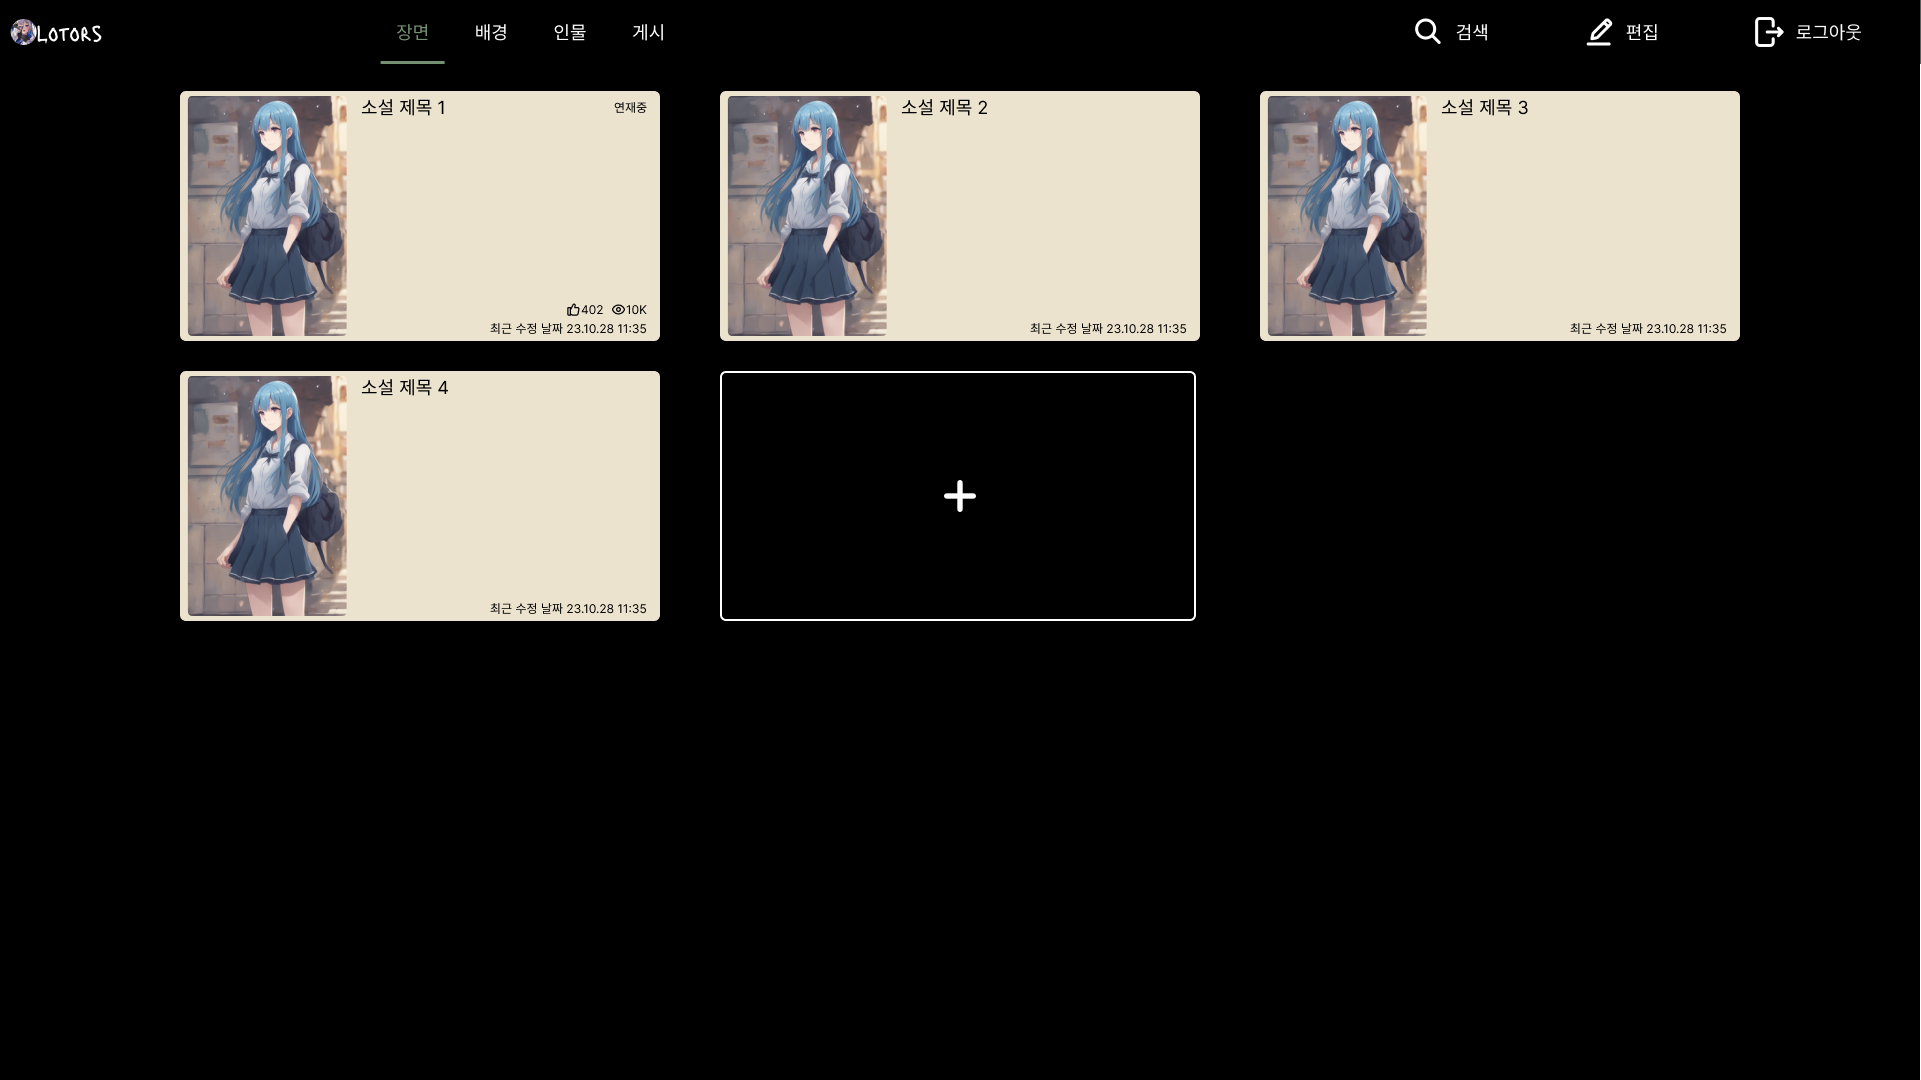 LOTORS
장면 배경 인물 게시 검색 편집 로그아웃
소설 제목 1 연재중
402 10K
최근 수정 날짜 23.10.28 11:35
소설 제목 2
최근 수정 날짜 23.10.28 11:35
소설 제목 3
최근 수정 날짜 23.10.28 11:35
소설 제목 4
최근 수정 날짜 23.10.28 11:35